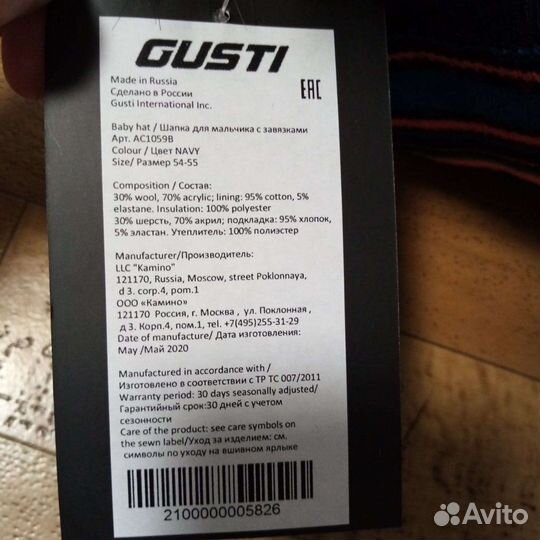 GUSTI
Made in Russia
Сделано в России
Gusti International Inc.
EAC
Baby hat / Шапка для мальчика с завязками
Арт. AC1059B
Colour / Цвет NAVY
Size/ Размер 54-55
Composition / Состав:
30% wool, 70% acrylic; lining: 95% cotton, 5%
elastane. Insulation: 100% polyester
30% шерсть, 70% акрил; подкладка: 95% хлопок,
5% эластан. Утеплитель: 100% полиэстер
Manufacturer/Производитель:
LLC "Kamino"
121170, Russia, Moscow, street Poklonnaya,
d 3. corp.4, pom.1
ООО «Камино»
121170 Россия, г. Москва , ул. Поклонная ,
д 3. Корп.4, пом.1, тел. +7(495)255-31-29
Date of manufacture/ Дата изготовления:
May /Май 2020
Manufactured in accordance with /
Изготовлено в соответствии с ТР ТС 007/2011
Warranty period: 30 days seasonally adjusted/
Гарантийный срок:30 дней с учетом
сезонности
Care of the product: see care symbols on
the sewn label/Уход за изделием: см.
символы по уходу на вшивном ярлыке
2100000005826
Avito